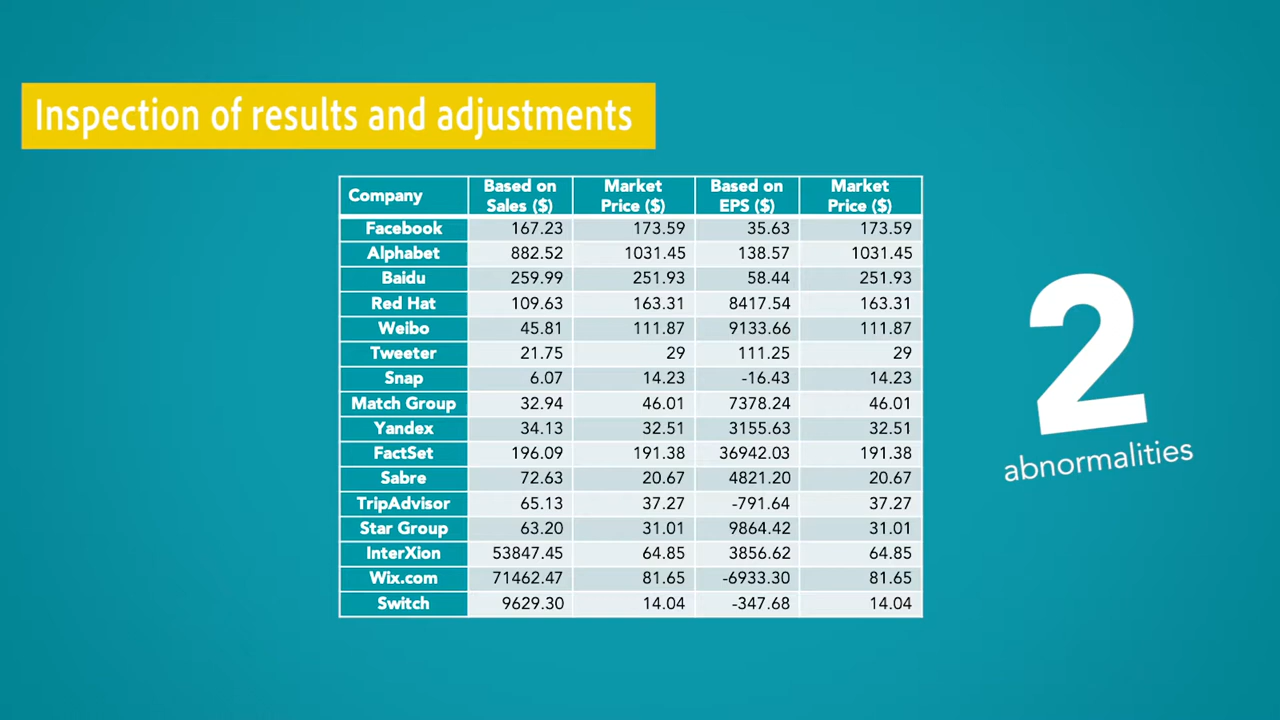 Inspection of results and adjustments
Company Based on Sales ($) Market Price ($) Based on EPS ($) Market Price ($)
Facebook 167.23 173.59 35.63 173.59
Alphabet 882.52 1031.45 138.57 1031.45
Baidu 259.99 251.93 58.44 251.93
Red Hat 109.63 163.31 8417.54 163.31
Weibo 45.81 111.87 9133.66 111.87
Tweeter 21.75 29 111.25 29
Snap 6.07 14.23 -16.43 14.23
Match Group 32.94 46.01 7378.24 46.01
Yandex 34.13 32.51 3155.63 32.51
FactSet 196.09 191.38 36942.03 191.38
Sabre 72.63 20.67 4821.20 20.67
TripAdvisor 65.13 37.27 -791.64 37.27
Star Group 63.20 31.01 9864.42 31.01
InterXion 53847.45 64.85 3856.62 64.85
Wix.com 71462.47 81.65 -6933.30 81.65
Switch 9629.30 14.04 -347.68 14.04
2
abnormalities